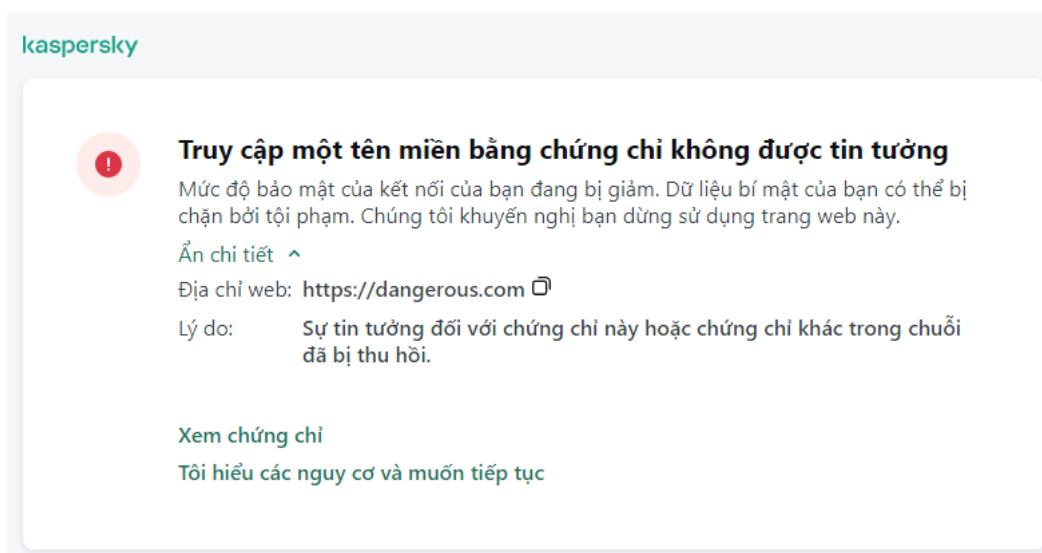 kaspersky
Truy cập một tên miền bằng chứng chỉ không được tin tưởng
Mức độ bảo mật của kết nối của bạn đang bị giảm. Dữ liệu bí mật của bạn có thể bị
chặn bởi tội phạm. Chúng tôi khuyến nghị bạn dừng sử dụng trang web này.
Ẩn chi tiết
Địa chỉ web: https://dangerous.com
Lý do: Sự tin tưởng đối với chứng chỉ này hoặc chứng chỉ khác trong chuỗi
đã bị thu hồi.
Xem chứng chỉ
Tôi hiểu các nguy cơ và muốn tiếp tục